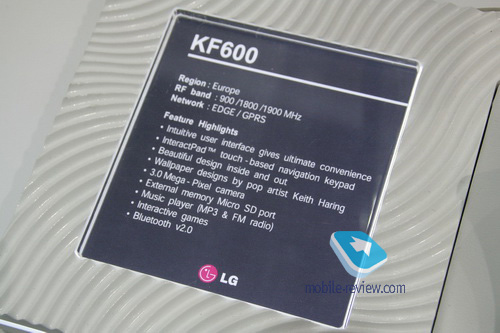 KF600
Region : Europe
RF band : 900 /1800 /1900 MHz
Network : EDGE / GPRS
Feature Highlights
• Intuitive user interface gives ultimate convenience
• InteractPad™ touch-based navigation keypad
• Beautiful design inside and out
• Wallpaper designs by pop artist Keith Haring
• 3.0 Mega-Pixel camera
• External memory Micro SD port
• Music player (MP3 & FM radio)
• Interactive games
• Bluetooth v2.0
LG
mobile-review.com